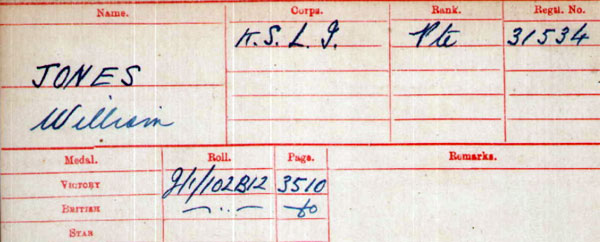 Name. Corps. Rank. Regtl. No.
K.S.L.I. Pte 31534
JONES
William
Medal. Roll. Page. Remarks.
VICTORY J/1/102B12 3510
BRITISH —..— do
STAR